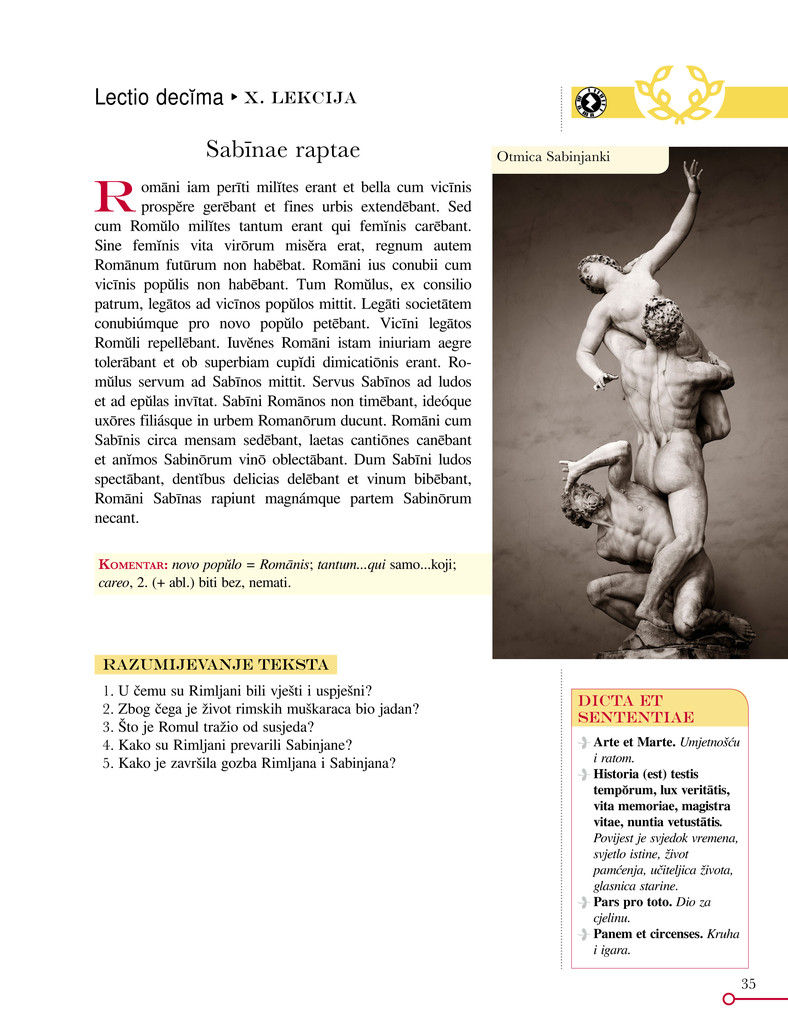 Lectio decĭma ▸ X. LEKCIJA
Sabīnae raptae
Romāni iam perīti milĭtes erant et bella cum vicīnis
prospĕre gerēbant et fines urbis extendēbant. Sed
cum Romŭlo milĭtes tantum erant qui femĭnis carēbant.
Sine femĭnis vita virōrum misĕra erat, regnum autem
Romānum futūrum non habēbat. Romāni ius conubii cum
vicīnis popŭlis non habēbant. Tum Romŭlus, ex consilio
patrum, legātos ad vicīnos popŭlos mittit. Legāti societātem
conubiúmque pro novo popŭlo petēbant. Vicīni legātos
Romŭli repellēbant. Iuvĕnes Romāni istam iniuriam aegre
tolerābant et ob superbiam cupĭdi dimicatiōnis erant. Ro-
mŭlus servum ad Sabīnos mittit. Servus Sabīnos ad ludos
et ad epŭlas invītat. Sabīni Romānos non timēbant, ideóque
uxōres filiásque in urbem Romanōrum ducunt. Romāni cum
Sabīnis circa mensam sedēbant, laetas cantiōnes canēbant
et anĭmos Sabinōrum vinō oblectābant. Dum Sabīni ludos
spectābant, dentĭbus delicias delēbant et vinum bibēbant,
Romāni Sabīnas rapiunt magnámque partem Sabinōrum
necant.
KOMENTAR: novo popŭlo = Romānis; tantum...qui samo...koji;
careo, 2. (+ abl.) biti bez, nemati.
RAZUMIJEVANJE TEKSTA
1. U čemu su Rimljani bili vješti i uspješni?
2. Zbog čega je život rimskih muškaraca bio jadan?
3. Što je Romul tražio od susjeda?
4. Kako su Rimljani prevarili Sabinjane?
5. Kako je završila gozba Rimljana i Sabinjana?
Otmica Sabinjanki
DICTA ET
SENTENTIAE
Arte et Marte. Umjetnošću
i ratom.
Historia (est) testis
tempŏrum, lux veritātis,
vita memoriae, magistra
vitae, nuntia vetustātis.
Povijest je svjedok vremena,
svjetlo istine, život
pamćenja, učiteljica života,
glasnica starine.
Pars pro toto. Dio za
cjelinu.
Panem et circenses. Kruha
i igara.
35